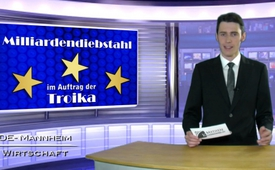 Milliardendiebstahl
im Auftrag der
Troika
DE-Mannheim
Wirtschaft